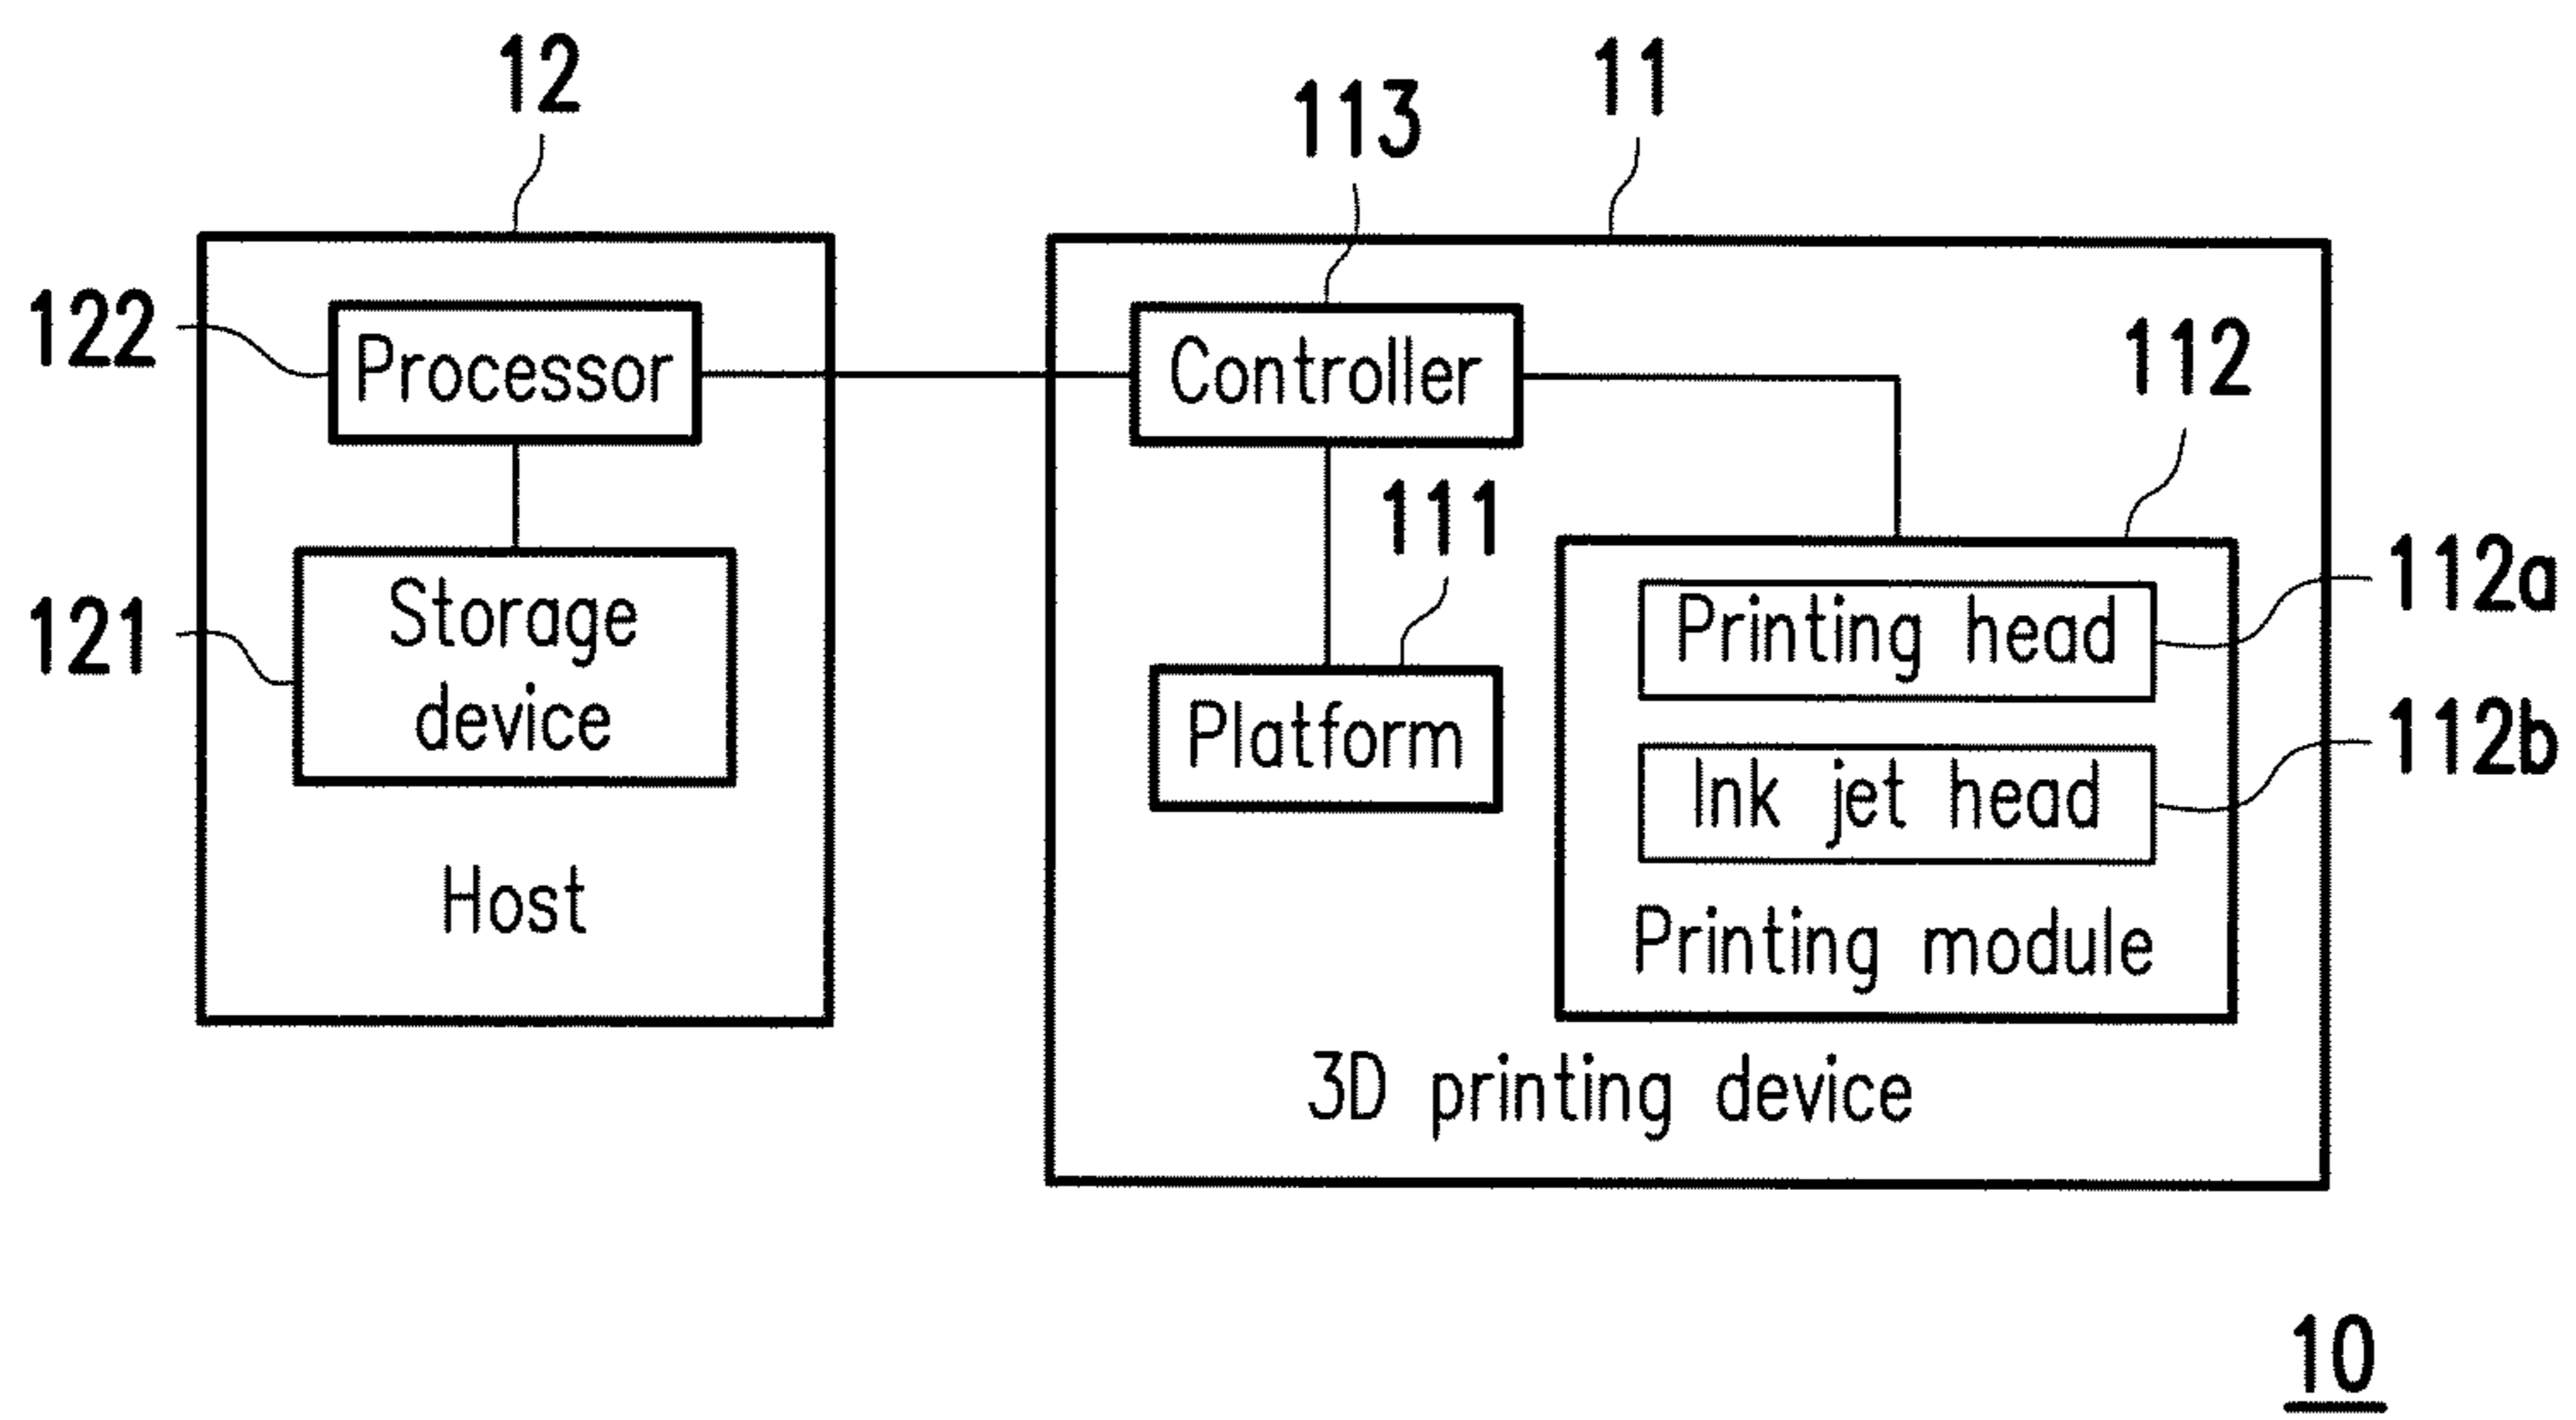 12
113
11
122
Processor
Controller
112
111
121
Storage
device
Printing head
112a
Platform
Ink jet head
112b
Host
Printing module
3D printing device
10